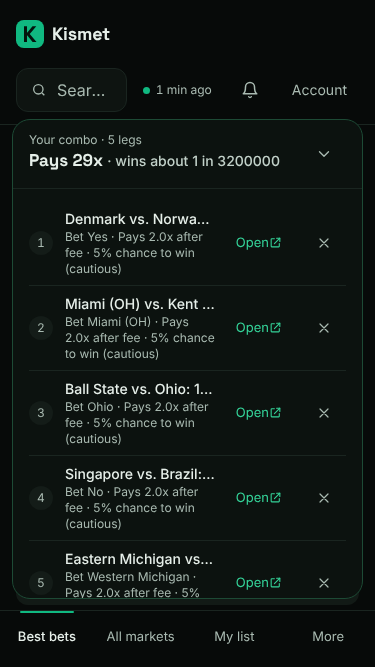 Kismet
Sear...
1 min ago
Account
Your combo · 5 legs
Pays 29x · wins about 1 in 3200000
Denmark vs. Norwa...
1
Bet Yes · Pays 2.0x after
fee · 5% chance to win
(cautious)
Open
Miami (OH) vs. Kent ...
2
Bet Miami (OH) · Pays
2.0x after fee · 5% chance
to win (cautious)
Open
Ball State vs. Ohio: 1...
3
Bet Ohio · Pays 2.0x after
fee · 5% chance to win
(cautious)
Open
Singapore vs. Brazil:...
4
Bet No · Pays 2.0x after
fee · 5% chance to win
(cautious)
Open
Eastern Michigan vs...
5
Bet Western Michigan ·
Pays 2.0x after fee · 5%
Open
Best bets
All markets
My list
More